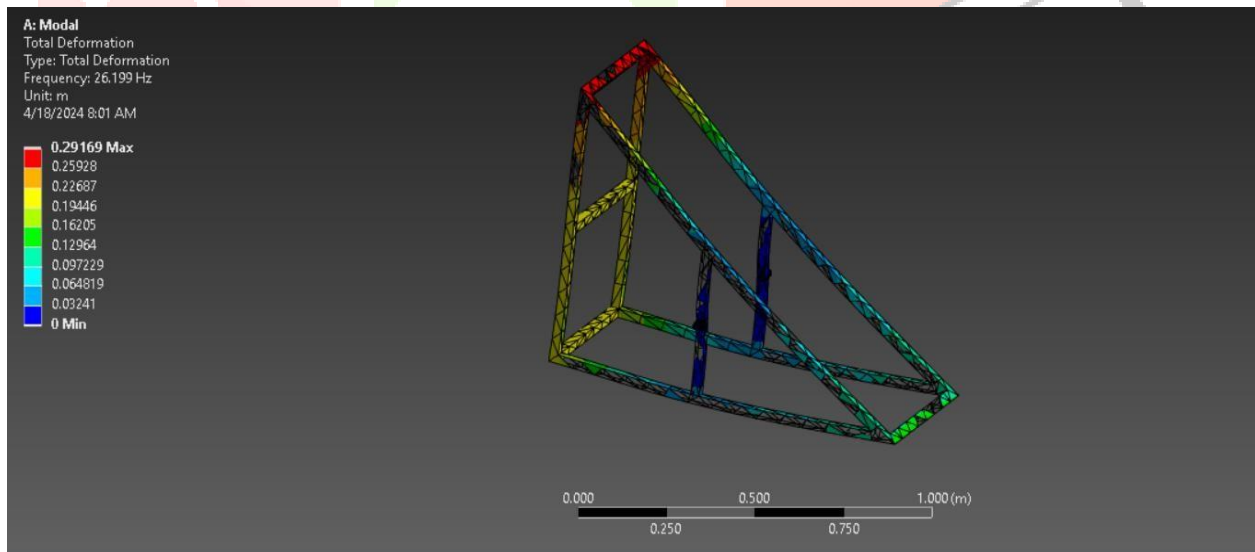 A: Modal
Total Deformation
Type: Total Deformation
Frequency: 26.199 Hz
Unit: m
4/18/2024 8:01 AM
0.29169 Max
0.25928
0.22687
0.19446
0.16205
0.12964
0.097229
0.064819
0.03241
0 Min
0.000 0.500 1.000 (m)
0.250 0.750